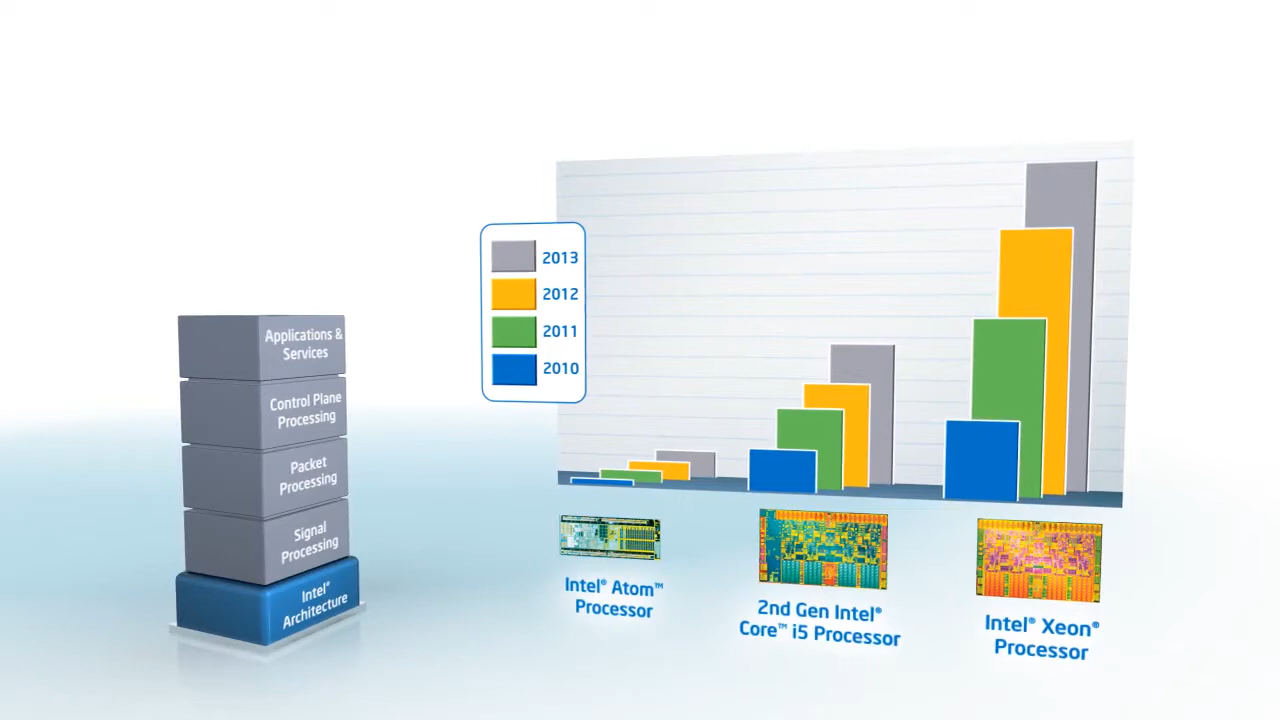 Applications &
Services
Control Plane
Processing
Packet
Processing
Signal
Processing
Intel®
Architecture
2013
2012
2011
2010
Intel® Atom™
Processor
2nd Gen Intel®
Core™ i5 Processor
Intel® Xeon®
Processor